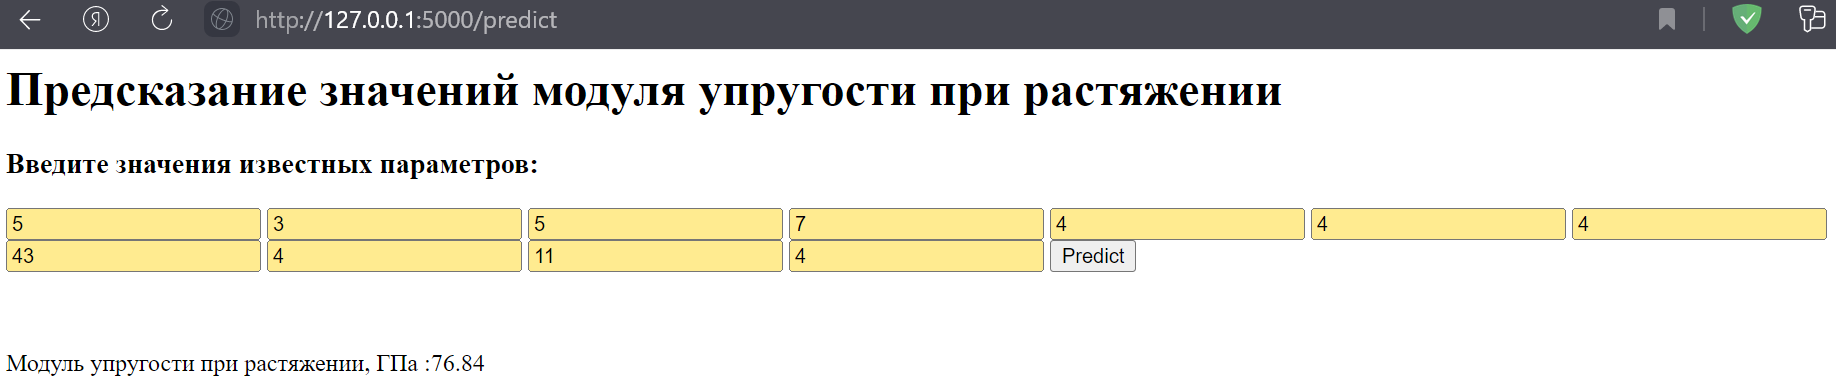 Я http://127.0.0.1:5000/predict
Предсказание значений модуля упругости при растяжении
Введите значения известных параметров:
5 3 5 7 4 4 4
43 4 11 4 Predict
Модуль упругости при растяжении, ГПа :76.84